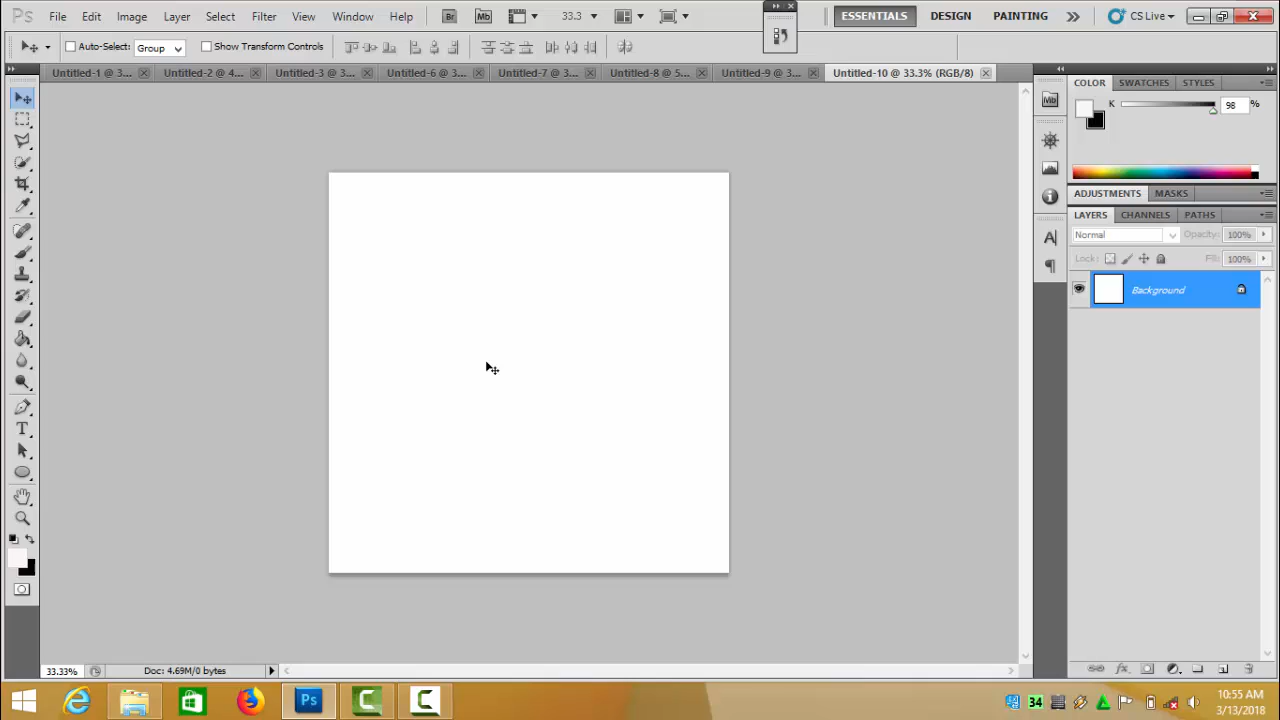 Ps File Edit Image Layer Select Filter View Window Help Br Mb 33.3 ESSENTIALS DESIGN PAINTING CS Live
Auto-Select: Group Show Transform Controls
Untitled-1 @ 3... Untitled-2 @ 4... Untitled-3 @ 3... Untitled-6 @ 3... Untitled-7 @ 3... Untitled-8 @ 5... Untitled-9 @ 3... Untitled-10 @ 33.3% (RGB/8)
COLOR SWATCHES STYLES
Mb
K 98 %
ADJUSTMENTS MASKS
LAYERS CHANNELS PATHS
Normal Opacity: 100%
Lock: Fill: 100%
Background
T
33.33% Doc: 4.69M/0 bytes
Ps 34 10:55 AM
3/13/2018